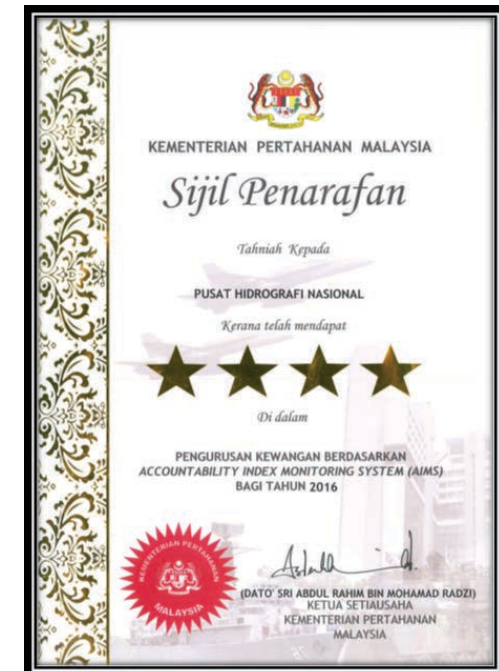 KEMENTERIAN PERTAHANAN MALAYSIA
Sijil Penarafan
Tahniah Kepada
PUSAT HIDROGRAFI NASIONAL
Kerana telah mendapat
Di dalam
PENGURUSAN KEWANGAN BERDASARKAN
ACCOUNTABILITY INDEX MONITORING SYSTEM (AIMS)
BAGI TAHUN 2016
KEMENTERIAN PERTAHANAN
MALAYSIA
(DATO' SRI ABDUL RAHIM BIN MOHAMAD RADZI)
KETUA SETIAUSAHA
KEMENTERIAN PERTAHANAN
MALAYSIA